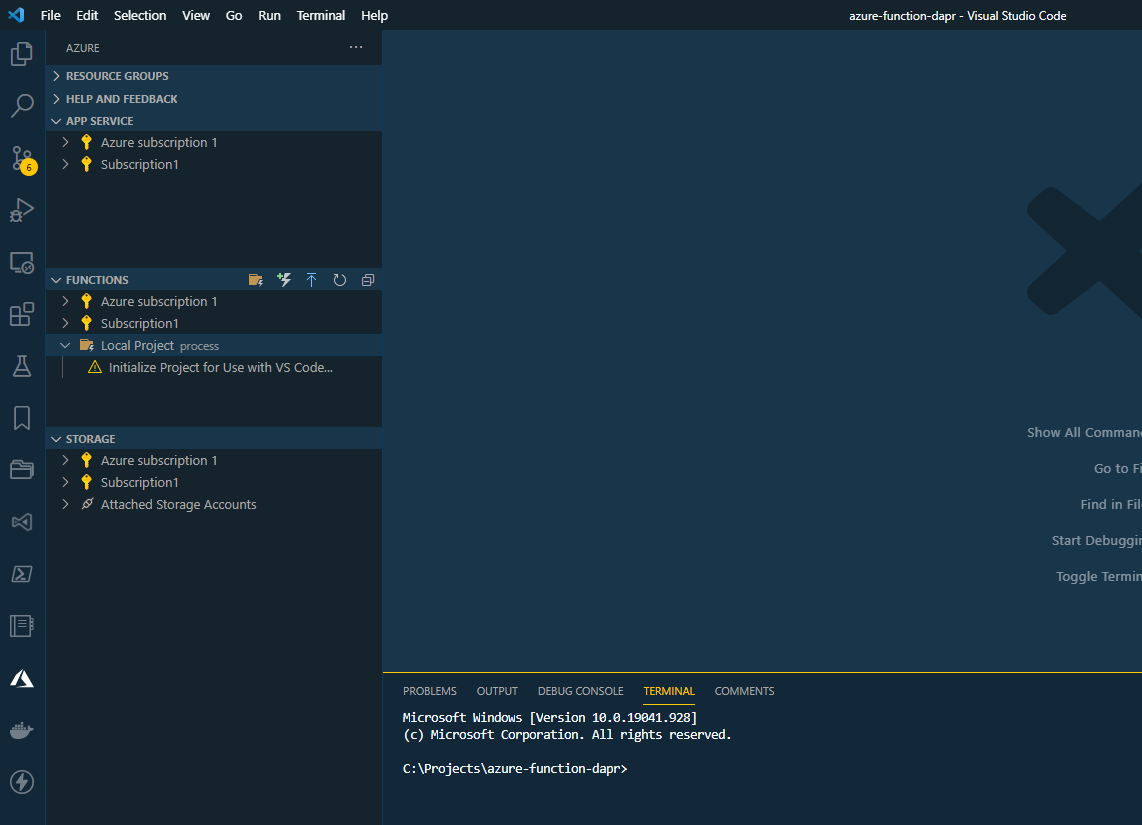 File Edit Selection View Go Run Terminal Help azure-function-dapr - Visual Studio Code
AZURE
RESOURCE GROUPS
HELP AND FEEDBACK
APP SERVICE
Azure subscription 1
Subscription1
6
FUNCTIONS
Azure subscription 1
Subscription1
Local Project process
Initialize Project for Use with VS Code...
STORAGE
Azure subscription 1
Subscription1
Attached Storage Accounts
Show All Comman
Go to Fi
Find in Fil
Start Debuggin
Toggle Termin
PROBLEMS OUTPUT DEBUG CONSOLE TERMINAL COMMENTS
Microsoft Windows [Version 10.0.19041.928]
(c) Microsoft Corporation. All rights reserved.
C:\Projects\azure-function-dapr>